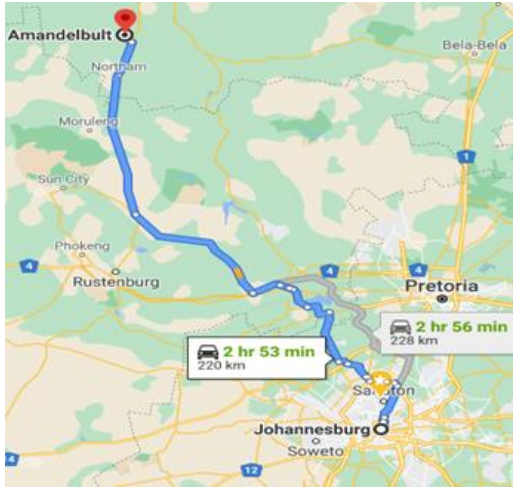 Amandelbult
Bela-Bela
Northam
Moruleng
1
Sun City
Phokeng
4
4
4
Rustenburg
Pretoria
2 hr 56 min
228 km
2 hr 53 min
220 km
Johannesburg
Soweto
4
12